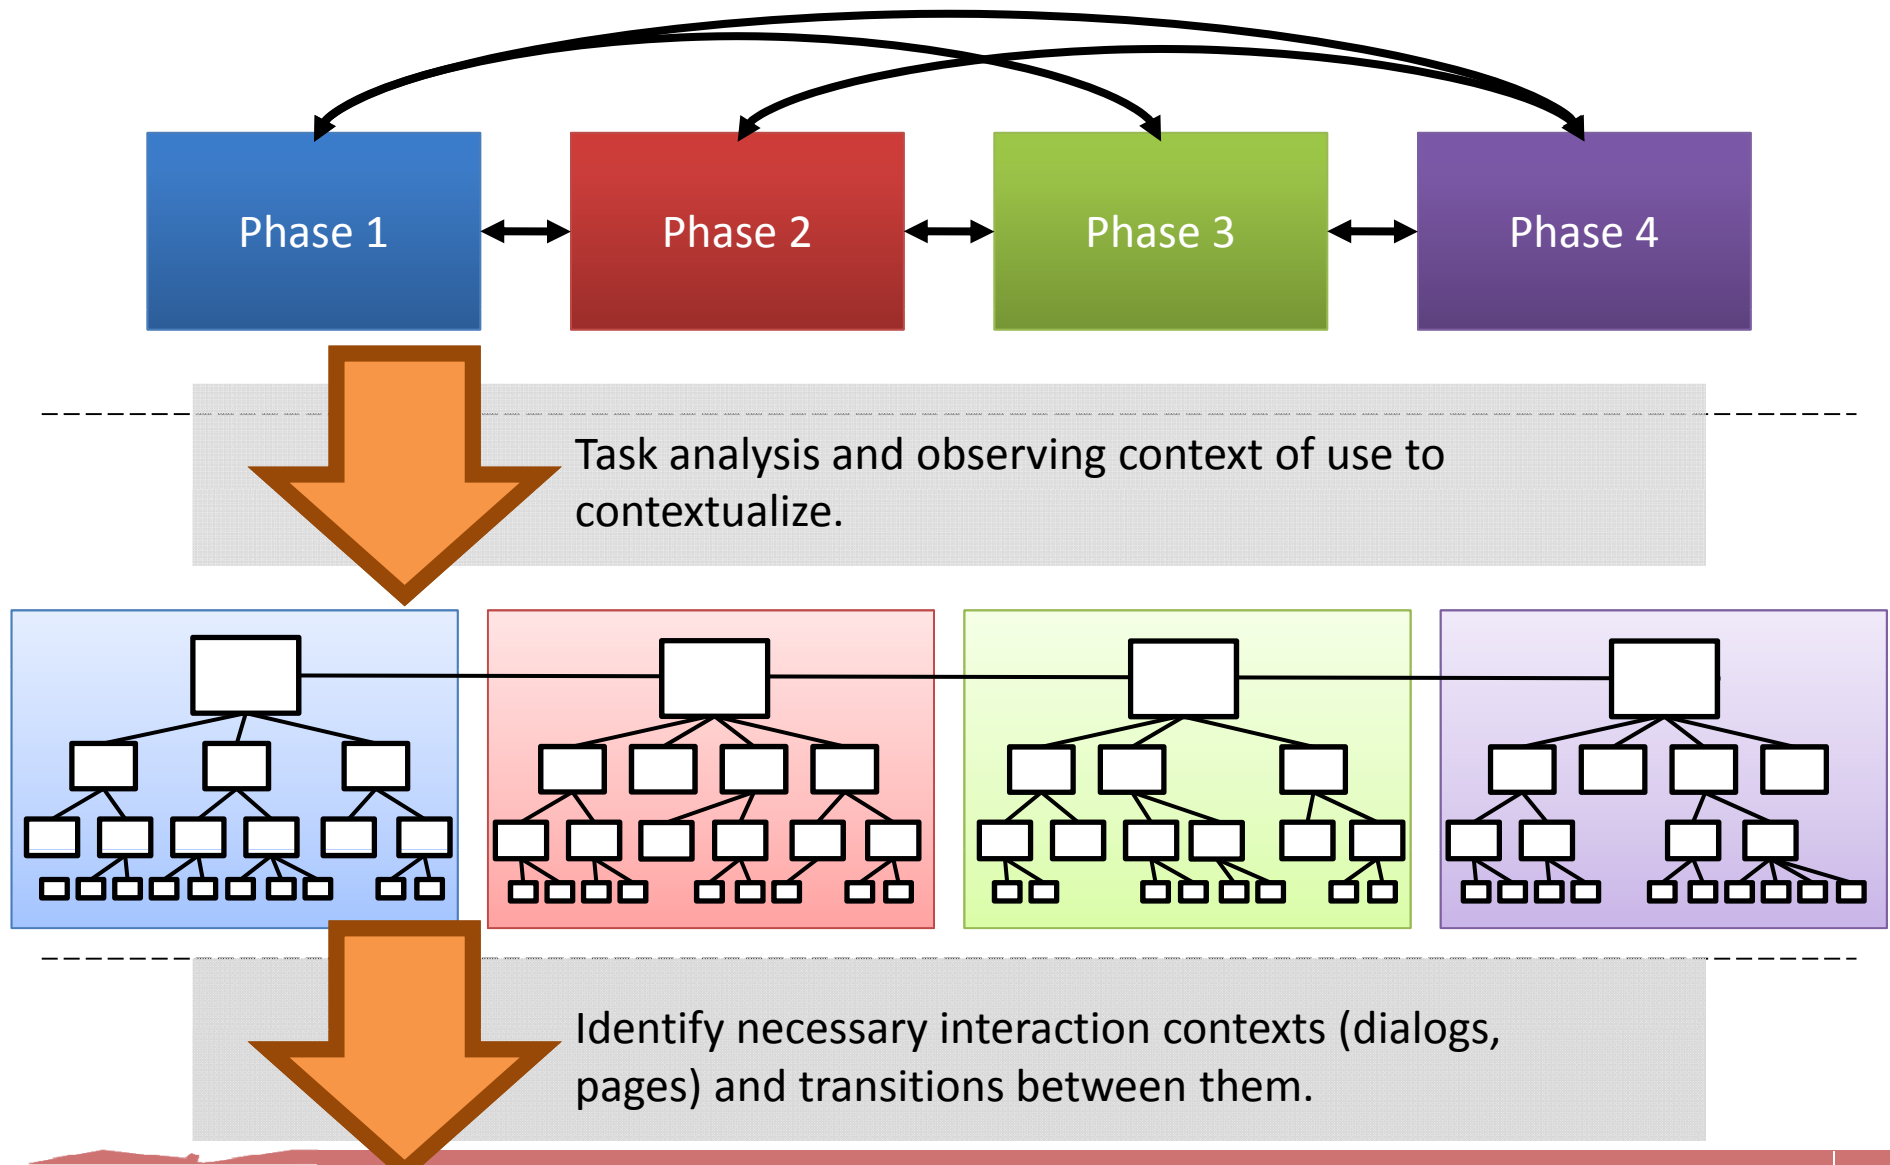 Phase 1
Phase 2
Phase 3
Phase 4
Task analysis and observing context of use to
contextualize.
Identify necessary interaction contexts (dialogs,
pages) and transitions between them.